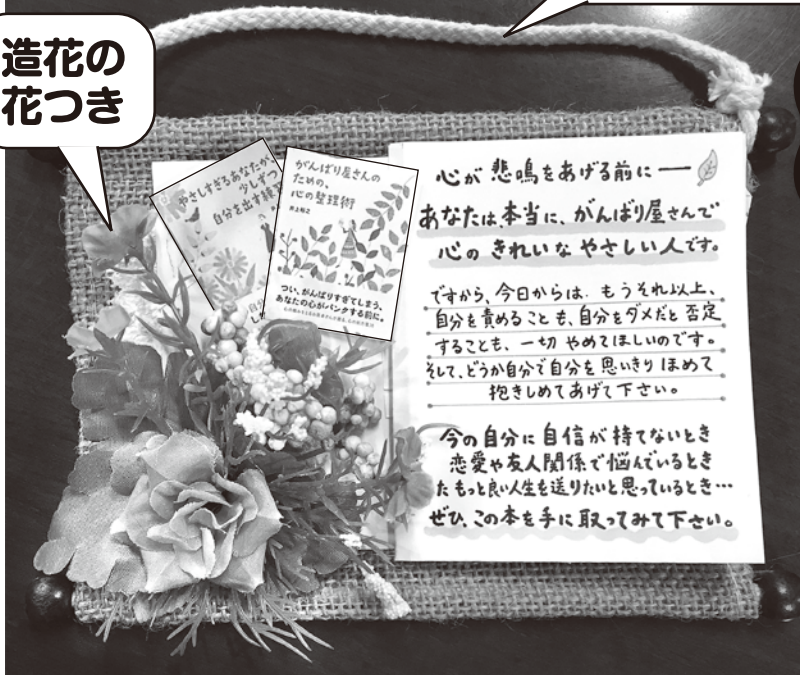 造花の
花つき
やさしすぎるあなたが
少しずつ
自分を出す練習
がんばり屋さんの
ための、
心の整理術
井上裕之
つい、がんばりすぎてしまう、
あなたの心がパンクする前に。
心が 悲鳴をあげる前に ――
あなたは、本当に、がんばり屋さんで
心の きれいな やさしい人です。
ですから、今日からは、もうそれ以上、
自分を責めることも、自分をダメだと 否定
することも、一切 やめてほしいのです。
そして、どうか自分で自分を 思いきり ほめて
抱きしめてあげて下さい。
今の自分に 自信が 持てないとき
恋愛や友人関係で悩んでいるとき
た もっと良い人生を送りたいと思っているとき…
ぜひ、この本を手に 取ってみて下さい。